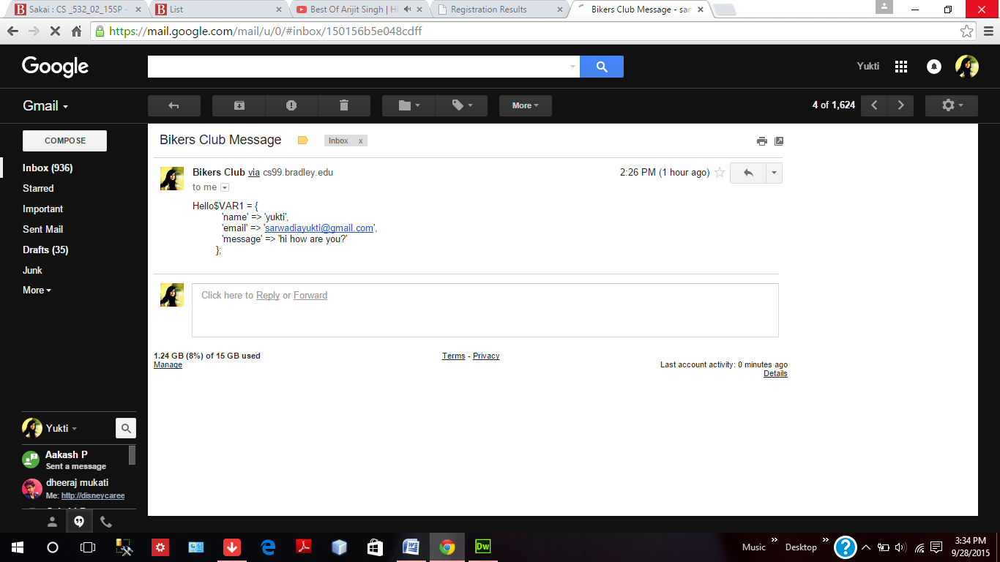 Sakai : CS _532_02_15SP -
List
Best Of Arijit Singh | Hi
Registration Results
Bikers Club Message - sar
https://mail.google.com/mail/u/0/#inbox/150156b5e048cdff
Google
Yukti
Gmail
More
4 of 1,624
COMPOSE
Bikers Club Message
Inbox x
Inbox (936)
Starred
Important
Sent Mail
Drafts (35)
Junk
More
Bikers Club via cs99.bradley.edu
2:26 PM (1 hour ago)
to me
Hello$VAR1 = {
'name' => 'yukti',
'email' => 'sarwadiayukti@gmail.com',
'message' => 'hi how are you?'
};
Click here to Reply or Forward
1.24 GB (8%) of 15 GB used
Manage
Terms - Privacy
Last account activity: 0 minutes ago
Details
Yukti
Aakash P
Sent a message
dheeraj mukati
Me: http://disneycaree
Music
Desktop
Dw
3:34 PM
9/28/2015